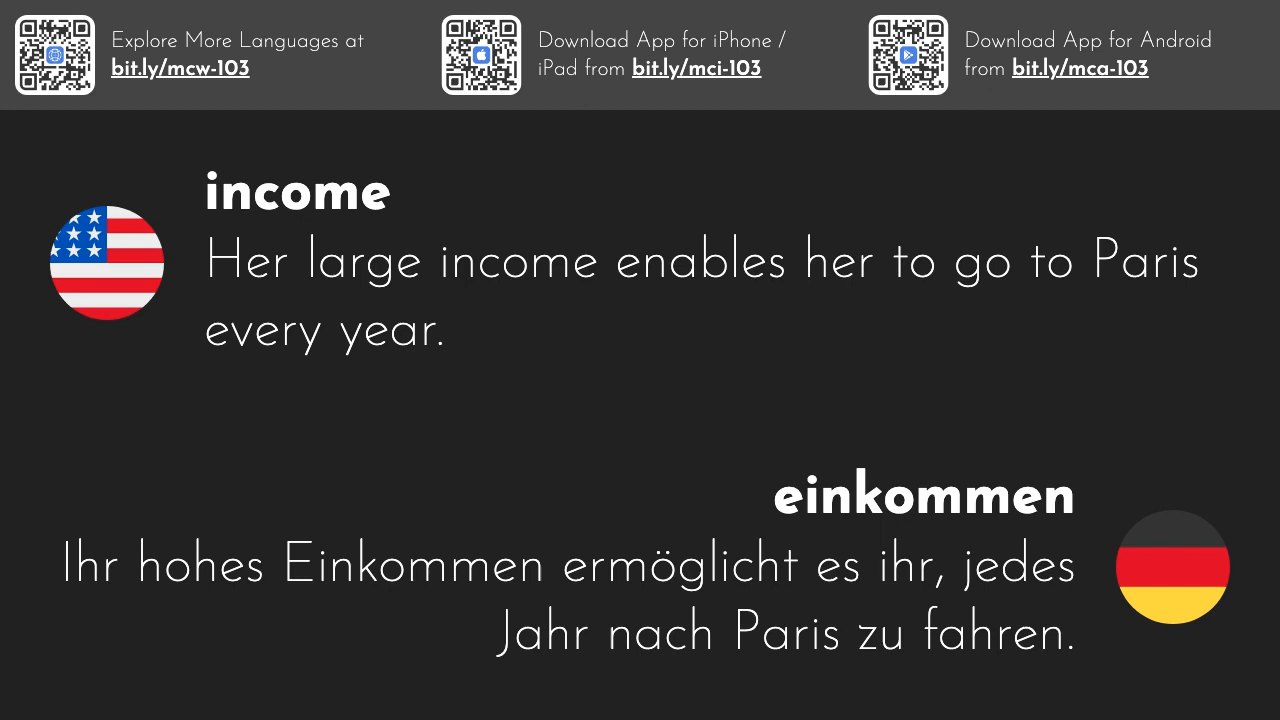 Explore More Languages at
bit.ly/mcw-103
Download App for iPhone /
iPad from bit.ly/mci-103
Download App for Android
from bit.ly/mca-103
income
Her large income enables her to go to Paris
every year.
einkommen
Ihr hohes Einkommen ermöglicht es ihr, jedes
Jahr nach Paris zu fahren.